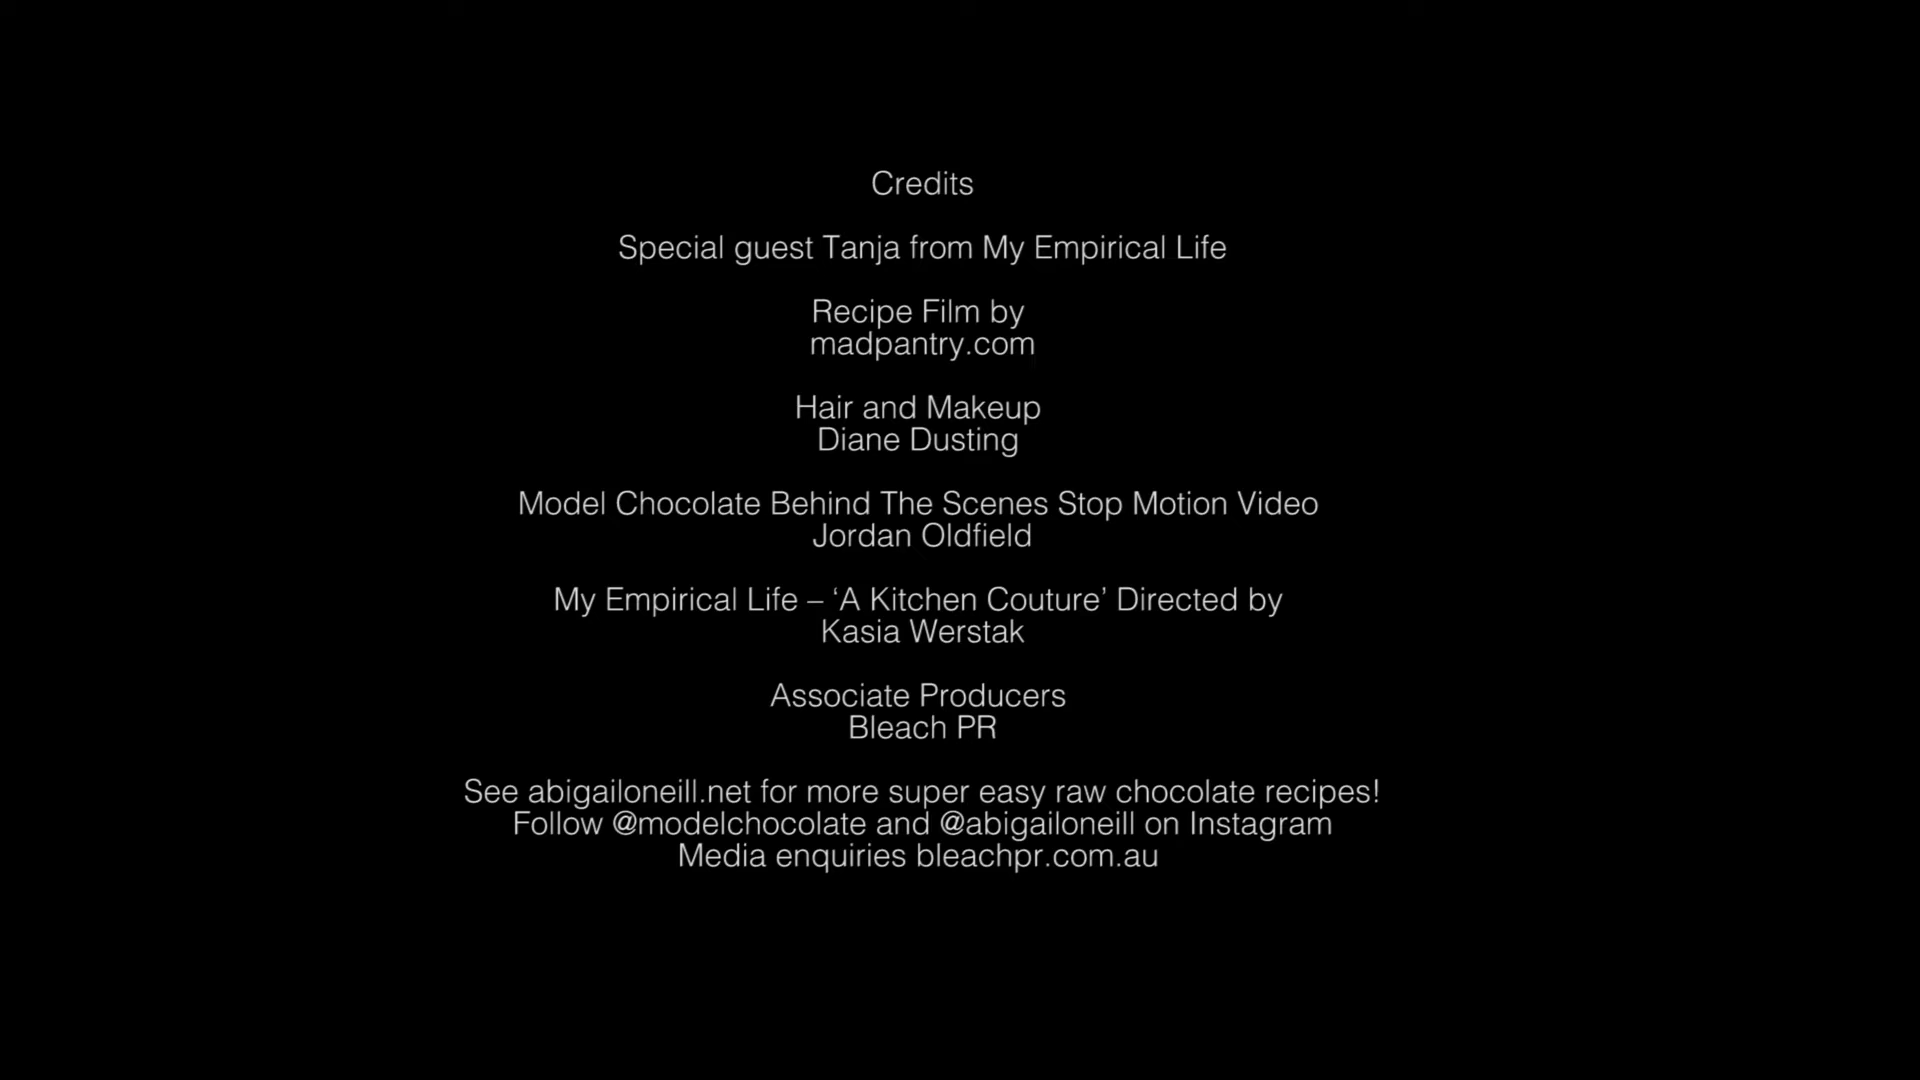 Credits
Special guest Tanja from My Empirical Life
Recipe Film by
madpantry.com
Hair and Makeup
Diane Dusting
Model Chocolate Behind The Scenes Stop Motion Video
Jordan Oldfield
My Empirical Life – ‘A Kitchen Couture’ Directed by
Kasia Werstak
Associate Producers
Bleach PR
See abigailoneill.net for more super easy raw chocolate recipes!
Follow @modelchocolate and @abigailoneill on Instagram
Media enquiries bleachpr.com.au